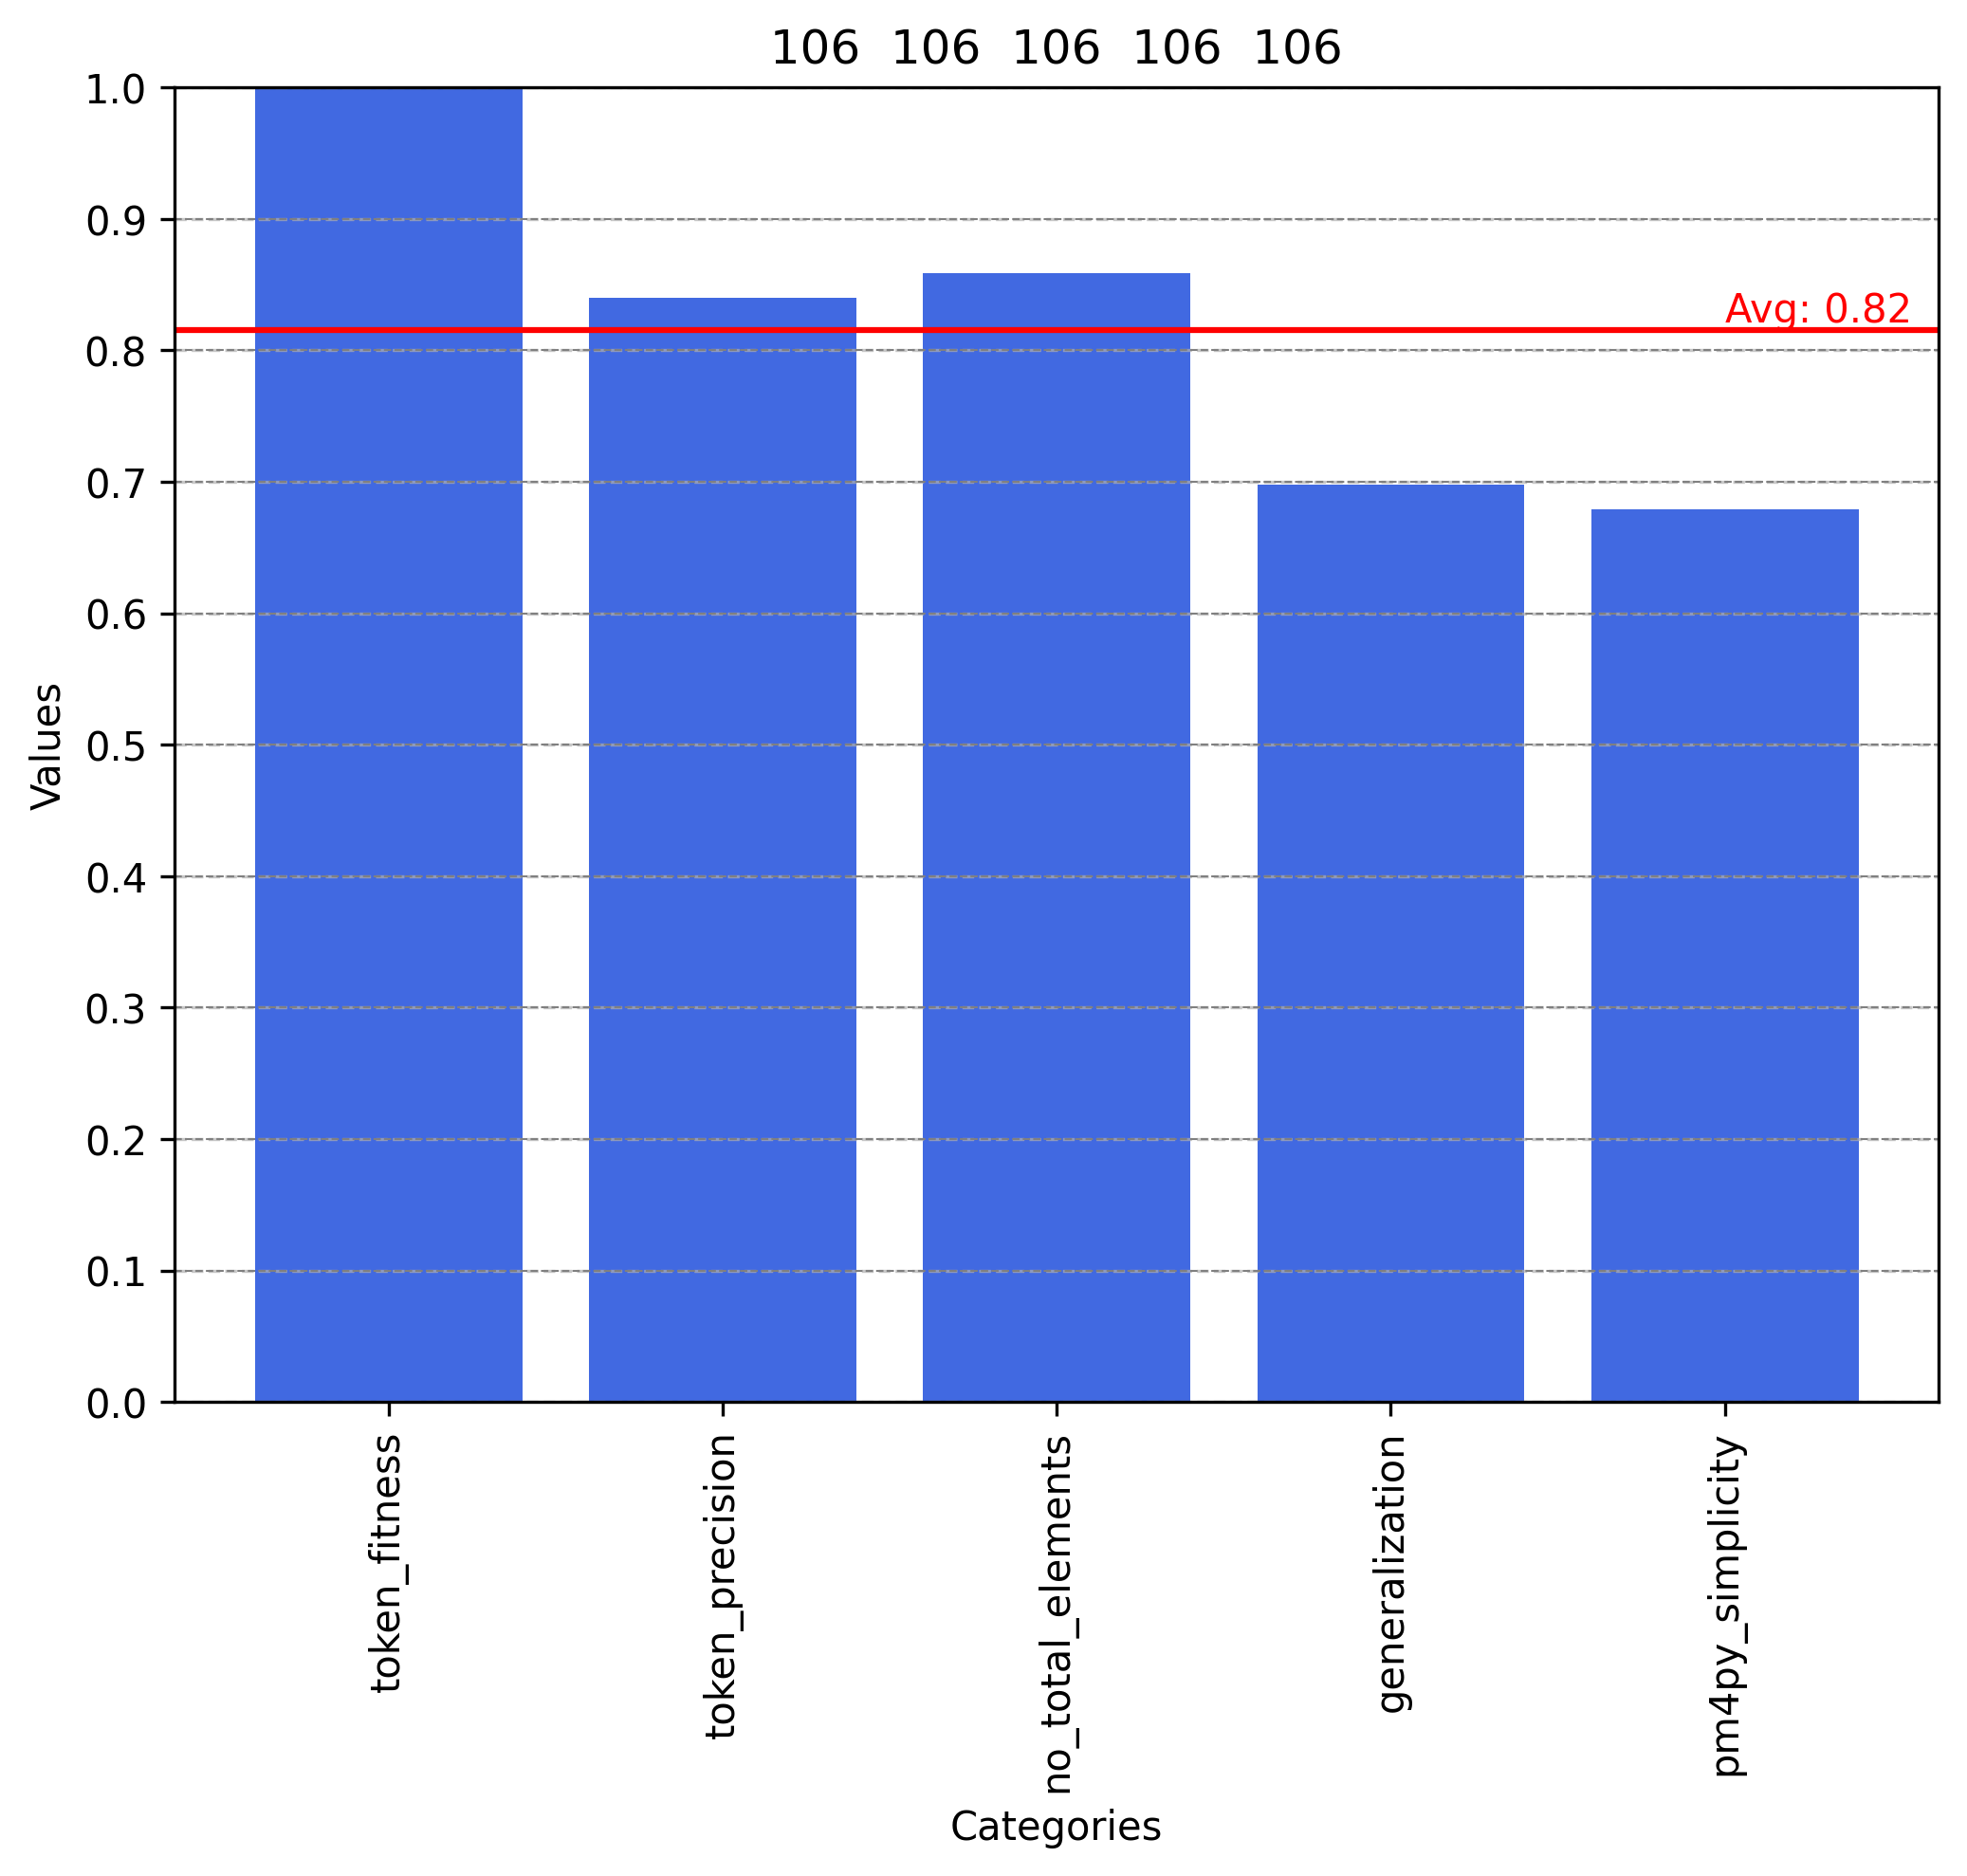 106 106 106 106 106
1.0
0.9
0.8
0.7
0.6
0.5
0.4
0.3
0.2
0.1
0.0
Values
Avg: 0.82
token_fitness
token_precision
no_total_elements
generalization
pm4py_simplicity
Categories